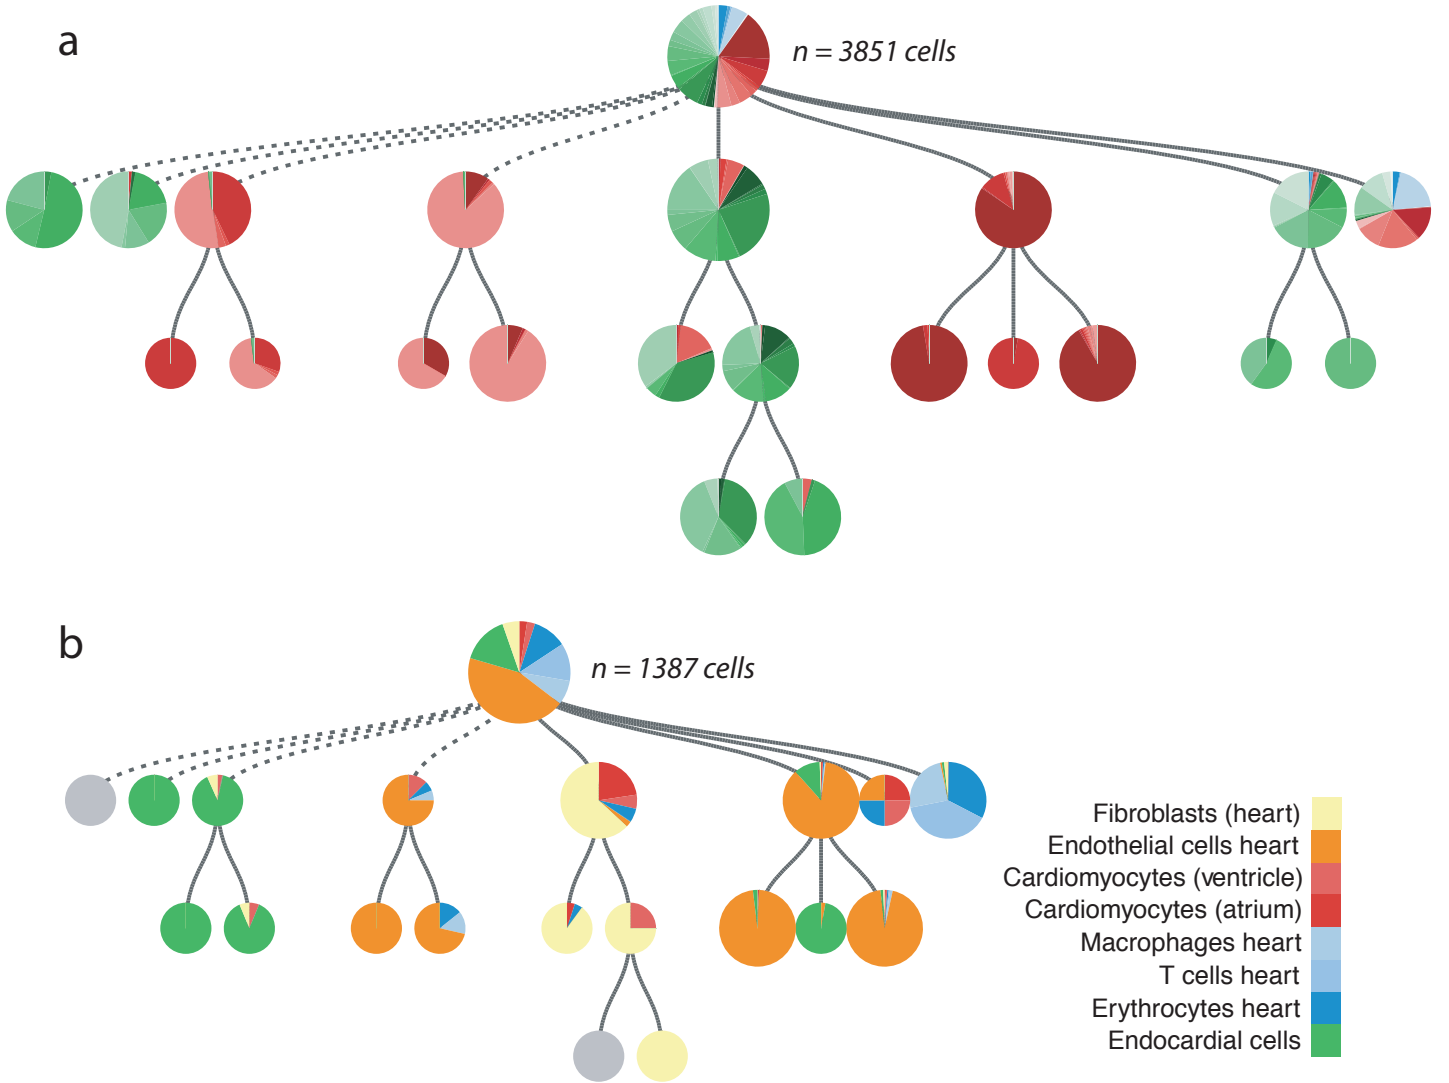 a
n = 3851 cells
b
n = 1387 cells
Fibroblasts (heart)
Endothelial cells heart
Cardiomyocytes (ventricle)
Cardiomyocytes (atrium)
Macrophages heart
T cells heart
Erythrocytes heart
Endocardial cells